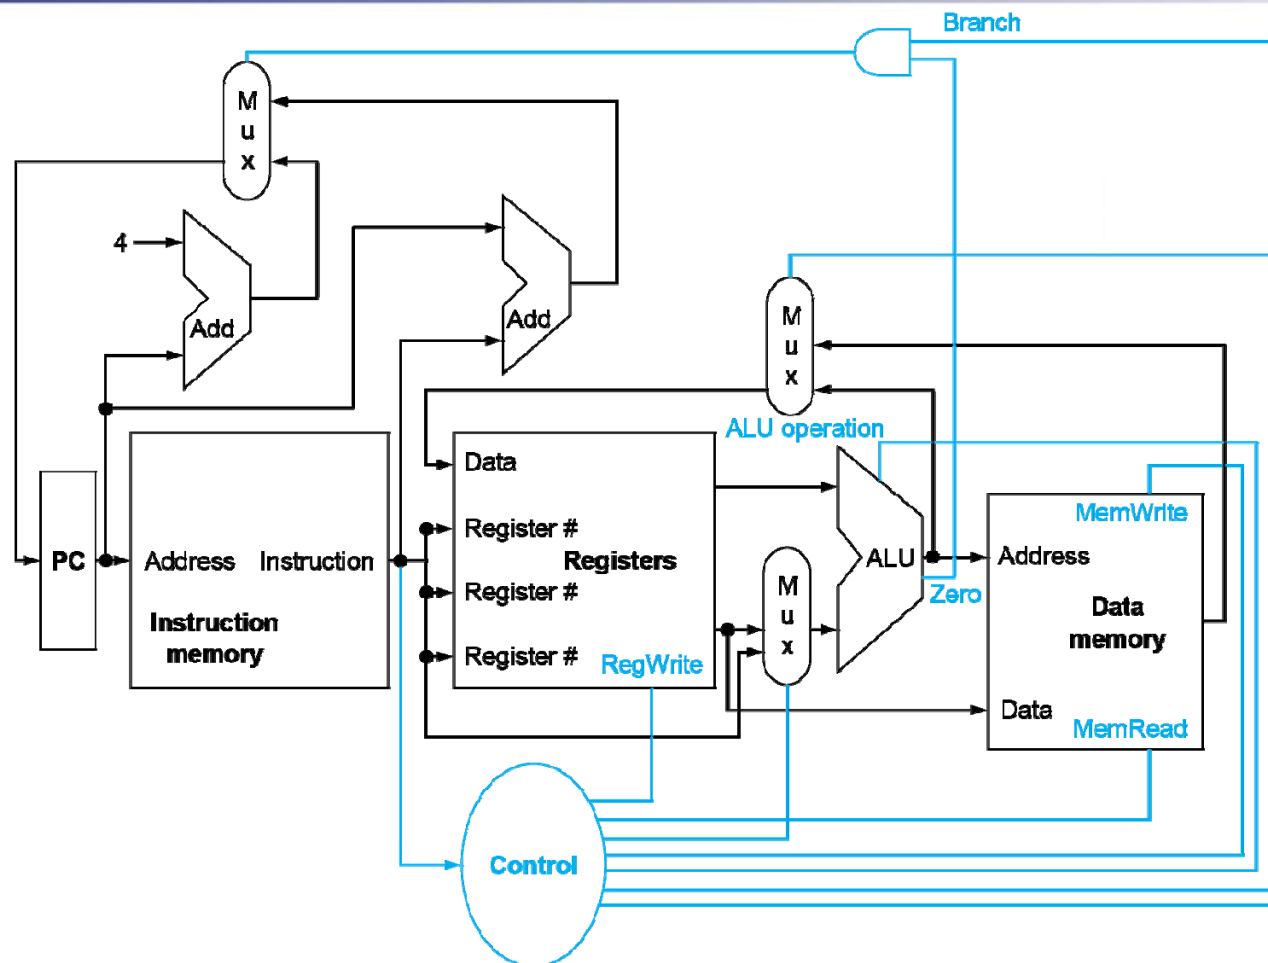 Branch
M
u
x
4
Add
Add
M
u
x
ALU operation
Data
Register #
Registers
Register #
Register #
RegWrite
PC
Address
Instruction
Instruction
memory
M
u
x
ALU
Zero
MemWrite
Address
Data
memory
Data
MemRead
Control